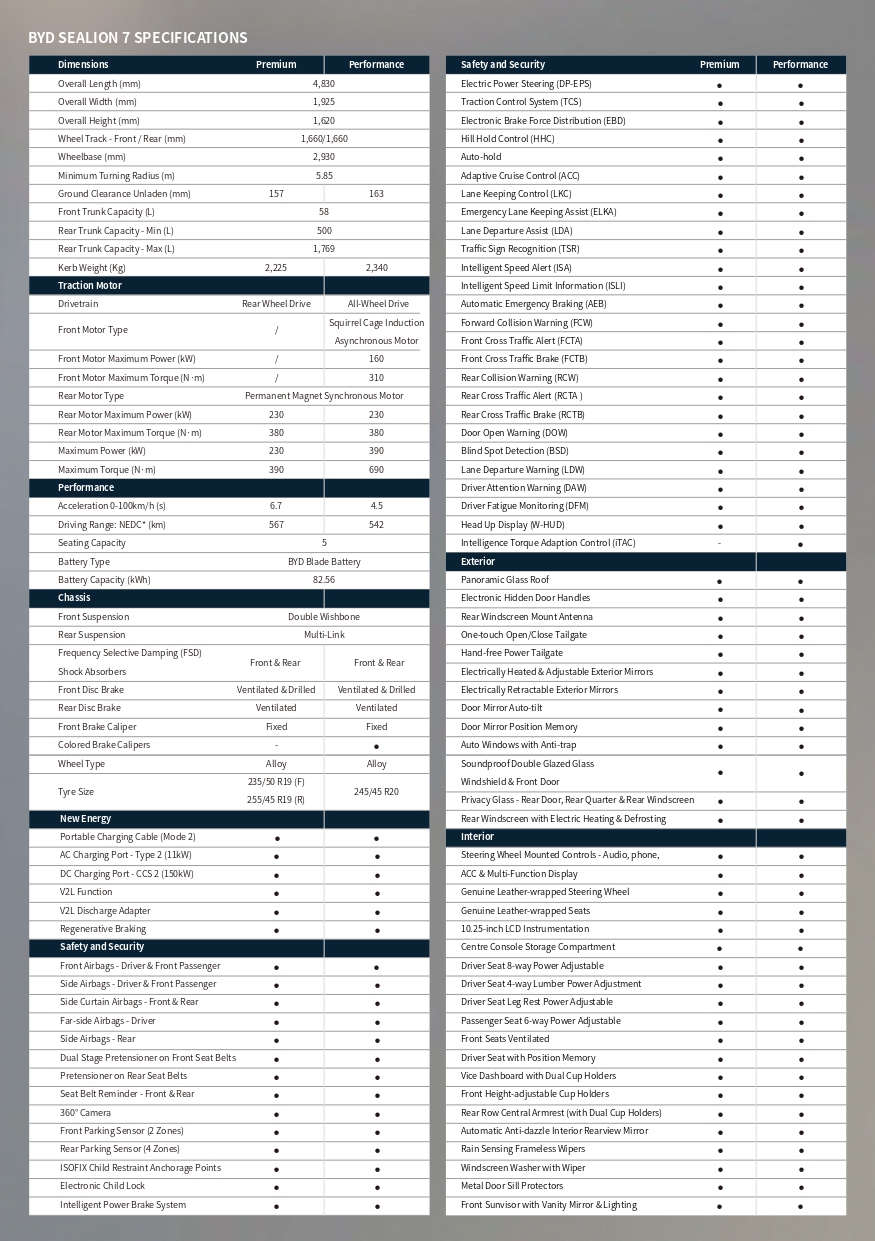 BYD SEALION 7 SPECIFICATIONS
Dimensions Premium Performance
Overall Length (mm) 4,830
Overall Width (mm) 1,925
Overall Height (mm) 1,620
Wheel Track - Front / Rear (mm) 1,660/1,660
Wheelbase (mm) 2,930
Minimum Turning Radius (m) 5.85
Ground Clearance Unladen (mm) 157 163
Front Trunk Capacity (L) 58
Rear Trunk Capacity - Min (L) 500
Rear Trunk Capacity - Max (L) 1,769
Kerb Weight (Kg) 2,225 2,340
Traction Motor
Drivetrain Rear Wheel Drive All-Wheel Drive
Front Motor Type / Squirrel Cage Induction
Asynchronous Motor
Front Motor Maximum Power (kW) / 160
Front Motor Maximum Torque (N·m) / 310
Rear Motor Type Permanent Magnet Synchronous Motor
Rear Motor Maximum Power (kW) 230 230
Rear Motor Maximum Torque (N·m) 380 380
Maximum Power (kW) 230 390
Maximum Torque (N·m) 390 690
Performance
Acceleration 0-100km/h (s) 6.7 4.5
Driving Range: NEDC* (km) 567 542
Seating Capacity 5
Battery Type BYD Blade Battery
Battery Capacity (kWh) 82.56
Chassis
Front Suspension Double Wishbone
Rear Suspension Multi-Link
Frequency Selective Damping (FSD)
Shock Absorbers Front & Rear Front & Rear
Front Disc Brake Ventilated & Drilled Ventilated & Drilled
Rear Disc Brake Ventilated Ventilated
Front Brake Caliper Fixed Fixed
Colored Brake Calipers - ●
Wheel Type Alloy Alloy
Tyre Size 235/50 R19 (F) 245/45 R20
255/45 R19 (R)
New Energy
Portable Charging Cable (Mode 2) ● ●
AC Charging Port - Type 2 (11kW) ● ●
DC Charging Port - CCS 2 (150kW) ● ●
V2L Function ● ●
V2L Discharge Adapter ● ●
Regenerative Braking ● ●
Safety and Security
Front Airbags - Driver & Front Passenger ● ●
Side Airbags - Driver & Front Passenger ● ●
Side Curtain Airbags - Front & Rear ● ●
Far-side Airbags - Driver ● ●
Side Airbags - Rear ● ●
Dual Stage Pretensioner on Front Seat Belts ● ●
Pretensioner on Rear Seat Belts ● ●
Seat Belt Reminder - Front & Rear ● ●
360° Camera ● ●
Front Parking Sensor (2 Zones) ● ●
Rear Parking Sensor (4 Zones) ● ●
ISOFIX Child Restraint Anchorage Points ● ●
Electronic Child Lock ● ●
Intelligent Power Brake System ● ●
Safety and Security Premium Performance
Electric Power Steering (DP-EPS) ● ●
Traction Control System (TCS) ● ●
Electronic Brake Force Distribution (EBD) ● ●
Hill Hold Control (HHC) ● ●
Auto-hold ● ●
Adaptive Cruise Control (ACC) ● ●
Lane Keeping Control (LKC) ● ●
Emergency Lane Keeping Assist (ELKA) ● ●
Lane Departure Assist (LDA) ● ●
Traffic Sign Recognition (TSR) ● ●
Intelligent Speed Alert (ISA) ● ●
Intelligent Speed Limit Information (ISLI) ● ●
Automatic Emergency Braking (AEB) ● ●
Forward Collision Warning (FCW) ● ●
Front Cross Traffic Alert (FCTA) ● ●
Front Cross Traffic Brake (FCTB) ● ●
Rear Collision Warning (RCW) ● ●
Rear Cross Traffic Alert (RCTA ) ● ●
Rear Cross Traffic Brake (RCTB) ● ●
Door Open Warning (DOW) ● ●
Blind Spot Detection (BSD) ● ●
Lane Departure Warning (LDW) ● ●
Driver Attention Warning (DAW) ● ●
Driver Fatigue Monitoring (DFM) ● ●
Head Up Display (W-HUD) ● ●
Intelligence Torque Adaption Control (iTAC) - ●
Exterior
Panoramic Glass Roof ● ●
Electronic Hidden Door Handles ● ●
Rear Windscreen Mount Antenna ● ●
One-touch Open/Close Tailgate ● ●
Hand-free Power Tailgate ● ●
Electrically Heated & Adjustable Exterior Mirrors ● ●
Electrically Retractable Exterior Mirrors ● ●
Door Mirror Auto-tilt ● ●
Door Mirror Position Memory ● ●
Auto Windows with Anti-trap ● ●
Soundproof Double Glazed Glass
Windshield & Front Door ● ●
Privacy Glass - Rear Door, Rear Quarter & Rear Windscreen ● ●
Rear Windscreen with Electric Heating & Defrosting ● ●
Interior
Steering Wheel Mounted Controls - Audio, phone, ● ●
ACC & Multi-Function Display ● ●
Genuine Leather-wrapped Steering Wheel ● ●
Genuine Leather-wrapped Seats ● ●
10.25-inch LCD Instrumentation ● ●
Centre Console Storage Compartment ● ●
Driver Seat 8-way Power Adjustable ● ●
Driver Seat 4-way Lumber Power Adjustment ● ●
Driver Seat Leg Rest Power Adjustable ● ●
Passenger Seat 6-way Power Adjustable ● ●
Front Seats Ventilated ● ●
Driver Seat with Position Memory ● ●
Vice Dashboard with Dual Cup Holders ● ●
Front Height-adjustable Cup Holders ● ●
Rear Row Central Armrest (with Dual Cup Holders) ● ●
Automatic Anti-dazzle Interior Rearview Mirror ● ●
Rain Sensing Frameless Wipers ● ●
Windscreen Washer with Wiper ● ●
Metal Door Sill Protectors ● ●
Front Sunvisor with Vanity Mirror & Lighting ● ●